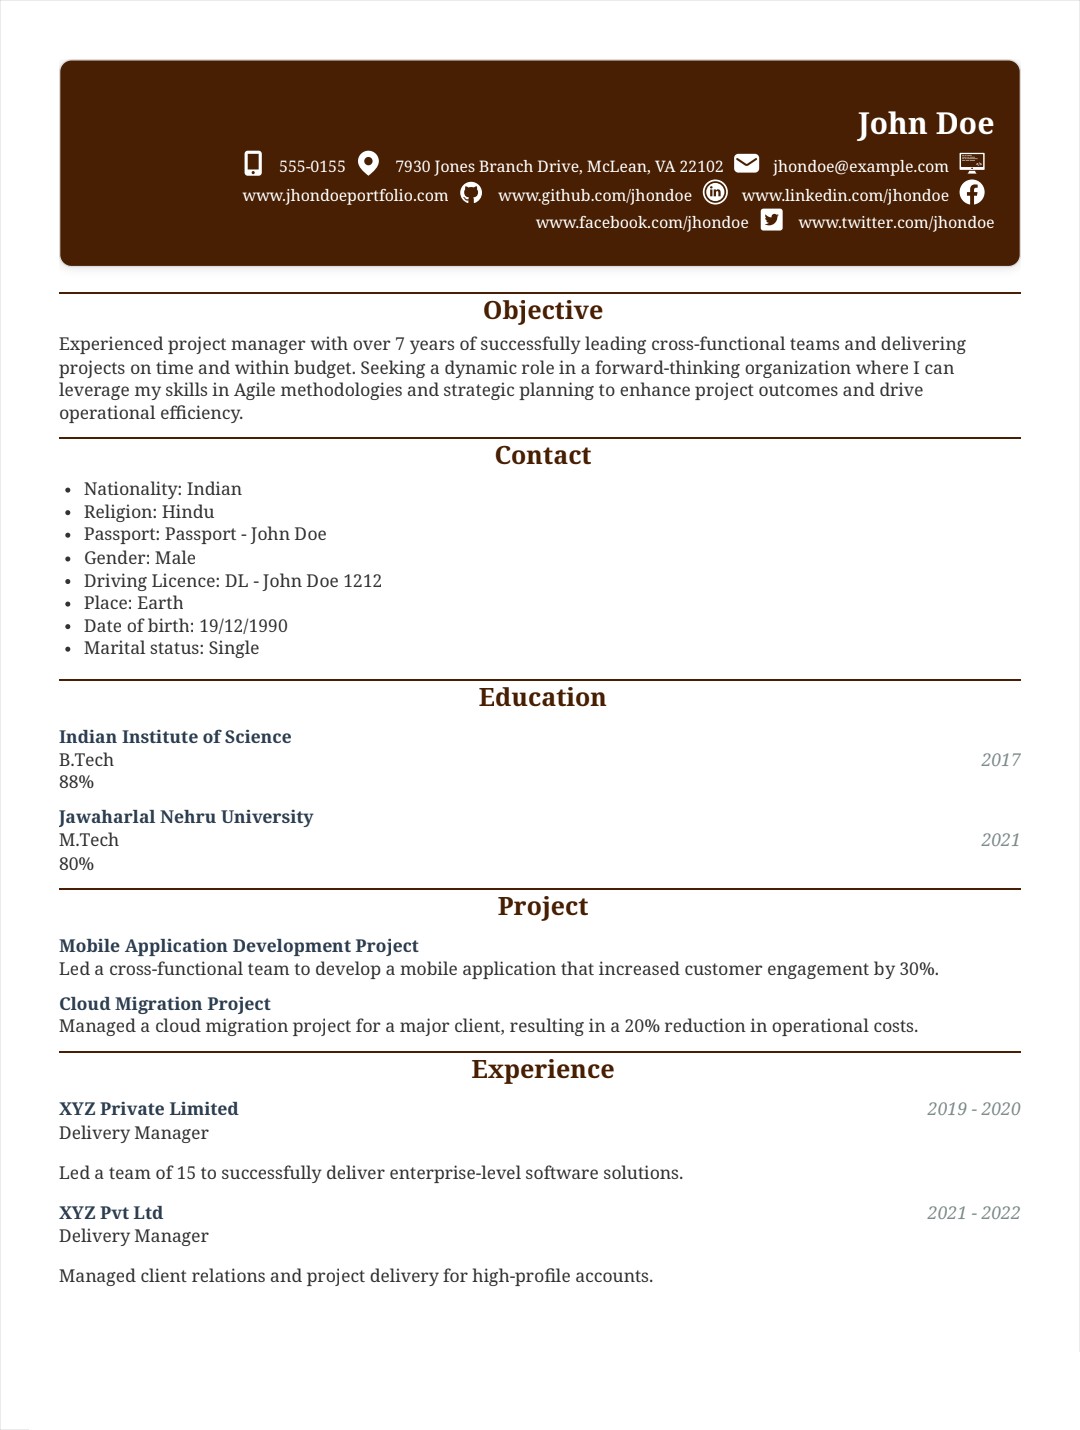 John Doe
555-0155 7930 Jones Branch Drive, McLean, VA 22102 jhondoe@example.com
www.jhondoeportfolio.com www.github.com/jhondoe www.linkedin.com/jhondoe
www.facebook.com/jhondoe www.twitter.com/jhondoe
Objective
Experienced project manager with over 7 years of successfully leading cross-functional teams and delivering
projects on time and within budget. Seeking a dynamic role in a forward-thinking organization where I can
leverage my skills in Agile methodologies and strategic planning to enhance project outcomes and drive
operational efficiency.
Contact
• Nationality: Indian
• Religion: Hindu
• Passport: Passport - John Doe
• Gender: Male
• Driving Licence: DL - John Doe 1212
• Place: Earth
• Date of birth: 19/12/1990
• Marital status: Single
Education
Indian Institute of Science
B.Tech 2017
88%
Jawaharlal Nehru University
M.Tech 2021
80%
Project
Mobile Application Development Project
Led a cross-functional team to develop a mobile application that increased customer engagement by 30%.
Cloud Migration Project
Managed a cloud migration project for a major client, resulting in a 20% reduction in operational costs.
Experience
XYZ Private Limited 2019 - 2020
Delivery Manager
Led a team of 15 to successfully deliver enterprise-level software solutions.
XYZ Pvt Ltd 2021 - 2022
Delivery Manager
Managed client relations and project delivery for high-profile accounts.